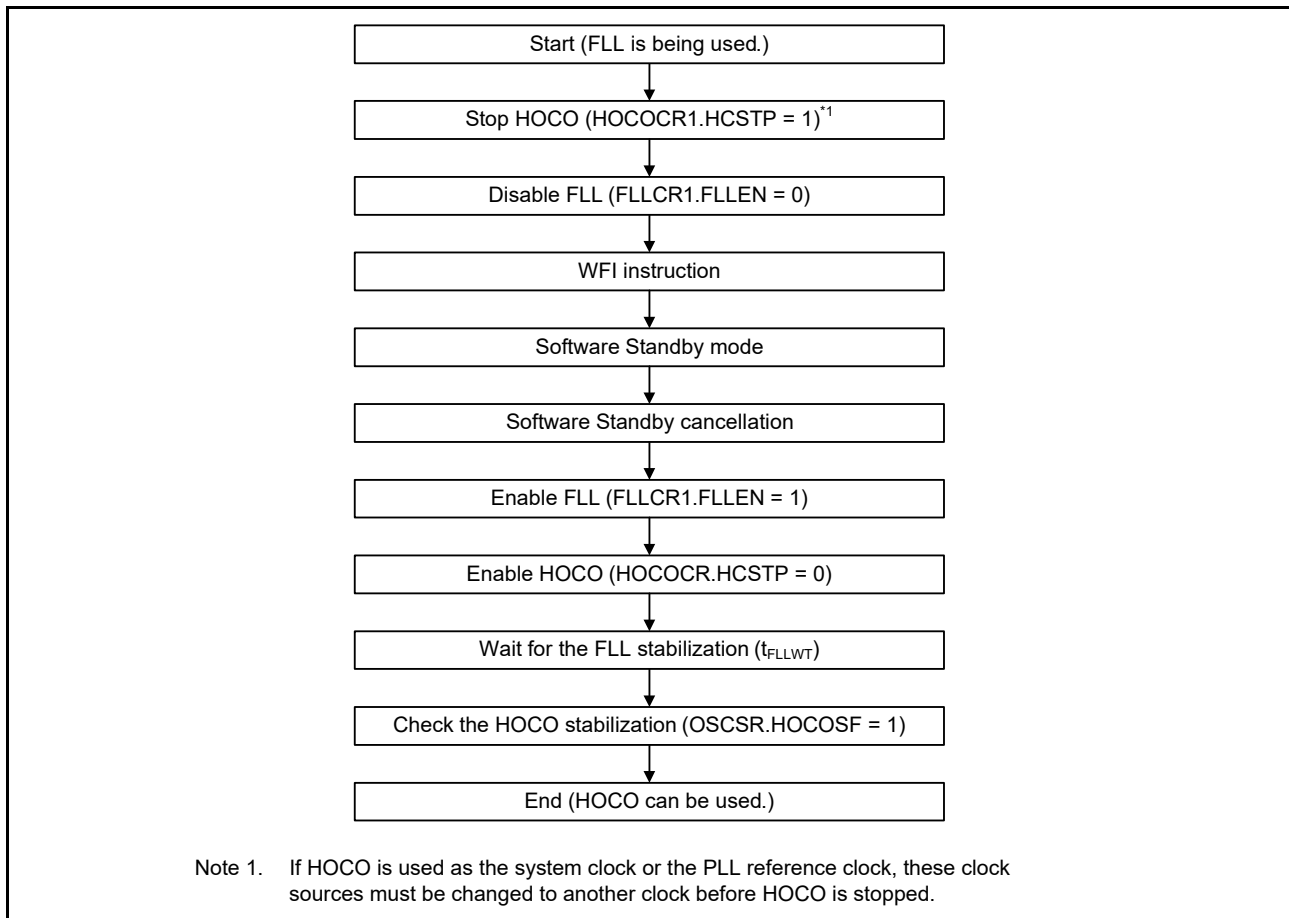 Start (FLL is being used.)
Stop HOCO (HOCOCR1.HCSTP = 1)*1
Disable FLL (FLLCR1.FLLEN = 0)
WFI instruction
Software Standby mode
Software Standby cancellation
Enable FLL (FLLCR1.FLLEN = 1)
Enable HOCO (HOCOCR.HCSTP = 0)
Wait for the FLL stabilization (tFLLWT)
Check the HOCO stabilization (OSCSR.HOCOSF = 1)
End (HOCO can be used.)
Note 1. If HOCO is used as the system clock or the PLL reference clock, these clock
sources must be changed to another clock before HOCO is stopped.